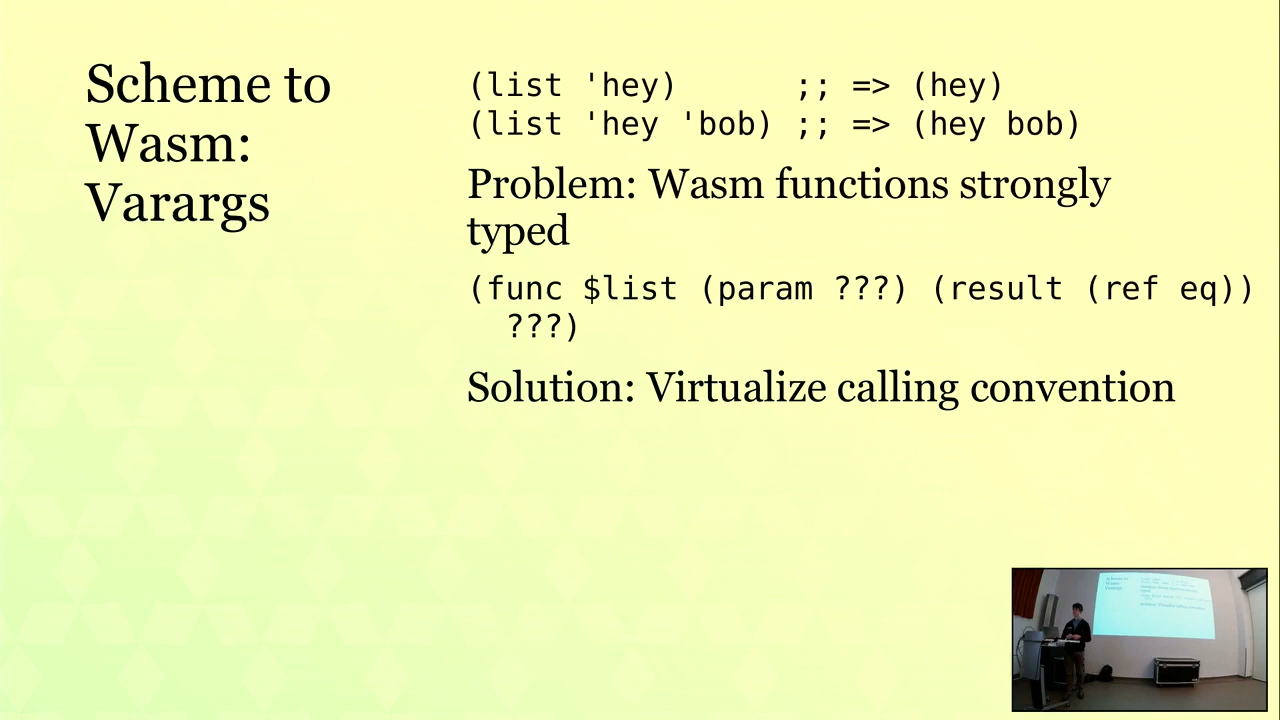 Scheme to
Wasm:
Varargs
(list 'hey)      ;; => (hey)
(list 'hey 'bob) ;; => (hey bob)
Problem: Wasm functions strongly
typed
(func $list (param ???) (result (ref eq))
  ???)
Solution: Virtualize calling convention